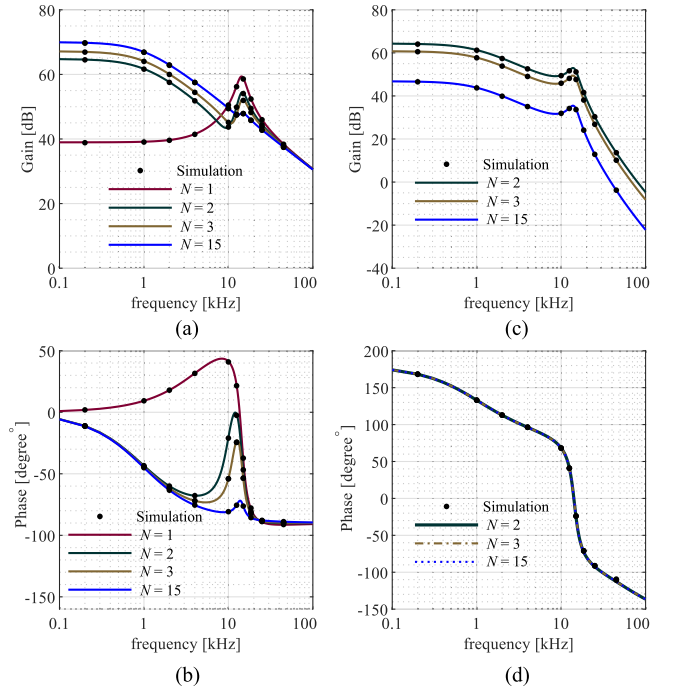 80
60
40
20
0
Gain [dB]
Simulation
N = 1
N = 2
N = 3
N = 15
0.1
1
10
100
frequency [kHz]
(a)
80
60
40
20
0
-20
-40
Gain [dB]
Simulation
N = 2
N = 3
N = 15
0.1
1
10
100
frequency [kHz]
(c)
50
0
-50
-100
-150
Phase [degree°]
Simulation
N = 1
N = 2
N = 3
N = 15
0.1
1
10
100
frequency [kHz]
(b)
200
150
100
50
0
-50
-100
-150
Phase [degree°]
Simulation
N = 2
N = 3
N = 15
0.1
1
10
100
frequency [kHz]
(d)